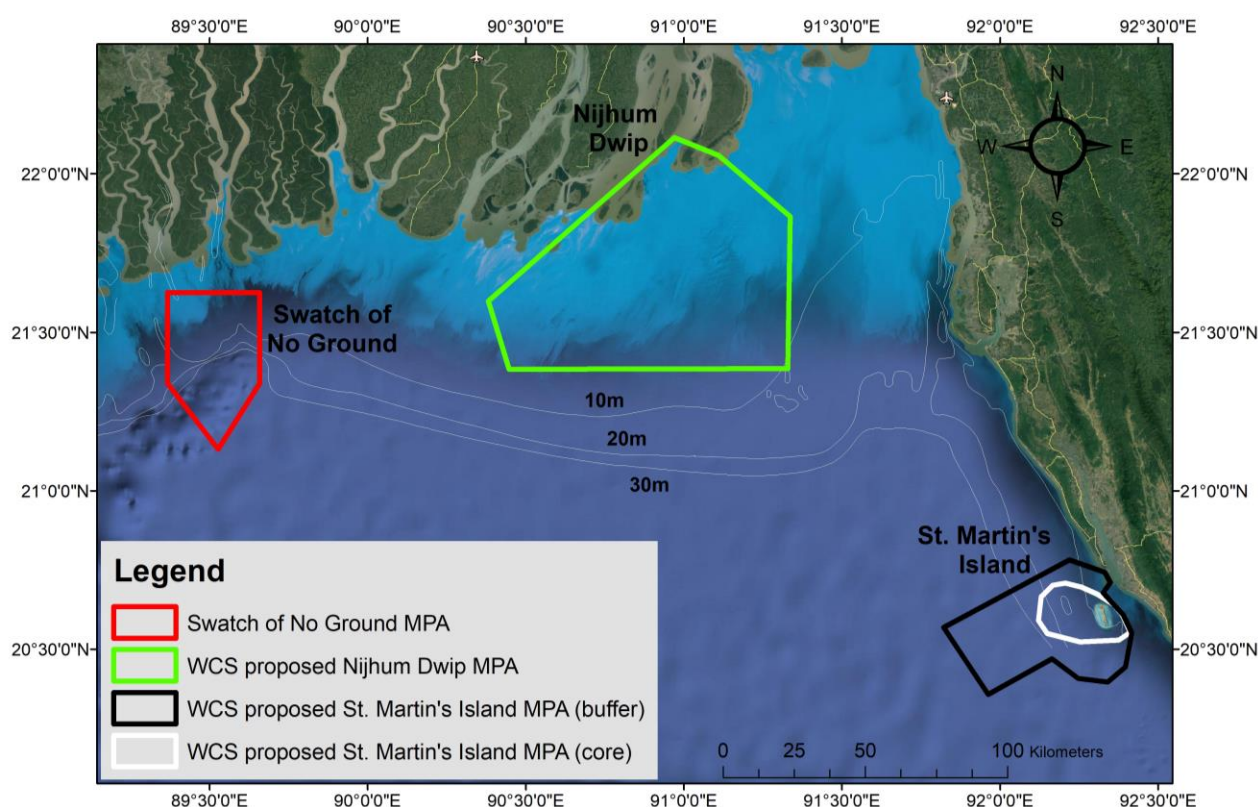 89°30'0"E 90°0'0"E 90°30'0"E 91°0'0"E 91°30'0"E 92°0'0"E 92°30'0"E
N
W E
S
Nijhum
Dwip
22°0'0"N 22°0'0"N
Swatch of
No Ground
21°30'0"N 21°30'0"N
10m
20m
30m
21°0'0"N 21°0'0"N
St. Martin's
Island
20°30'0"N 20°30'0"N
Legend
Swatch of No Ground MPA
WCS proposed Nijhum Dwip MPA
WCS proposed St. Martin's Island MPA (buffer)
WCS proposed St. Martin's Island MPA (core)
0 25 50 100 Kilometers
89°30'0"E 90°0'0"E 90°30'0"E 91°0'0"E 91°30'0"E 92°0'0"E 92°30'0"E